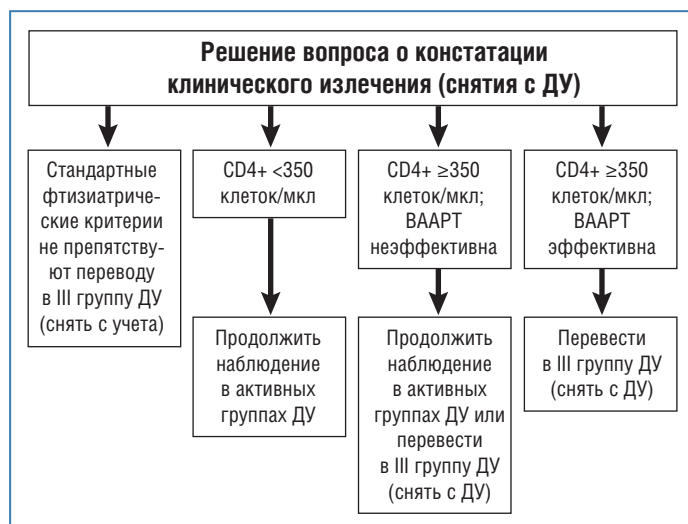 Решение вопроса о констатации
клинического излечения (снятия с ДУ)
Стандартные
фтизиатриче-
ские критерии
не препятству-
ют переводу
в III группу ДУ
(снять с учета)
CD4+ <350
клеток/мкл
CD4+ ≥350
клеток/мкл;
ВААРТ
неэффективна
CD4+ ≥350
клеток/мкл;
ВААРТ
эффективна
Продолжить
наблюдение
в активных
группах ДУ
Продолжить
наблюдение
в активных
группах ДУ или
перевести
в III группу ДУ
(снять с ДУ)
Перевести
в III группу ДУ
(снять с ДУ)